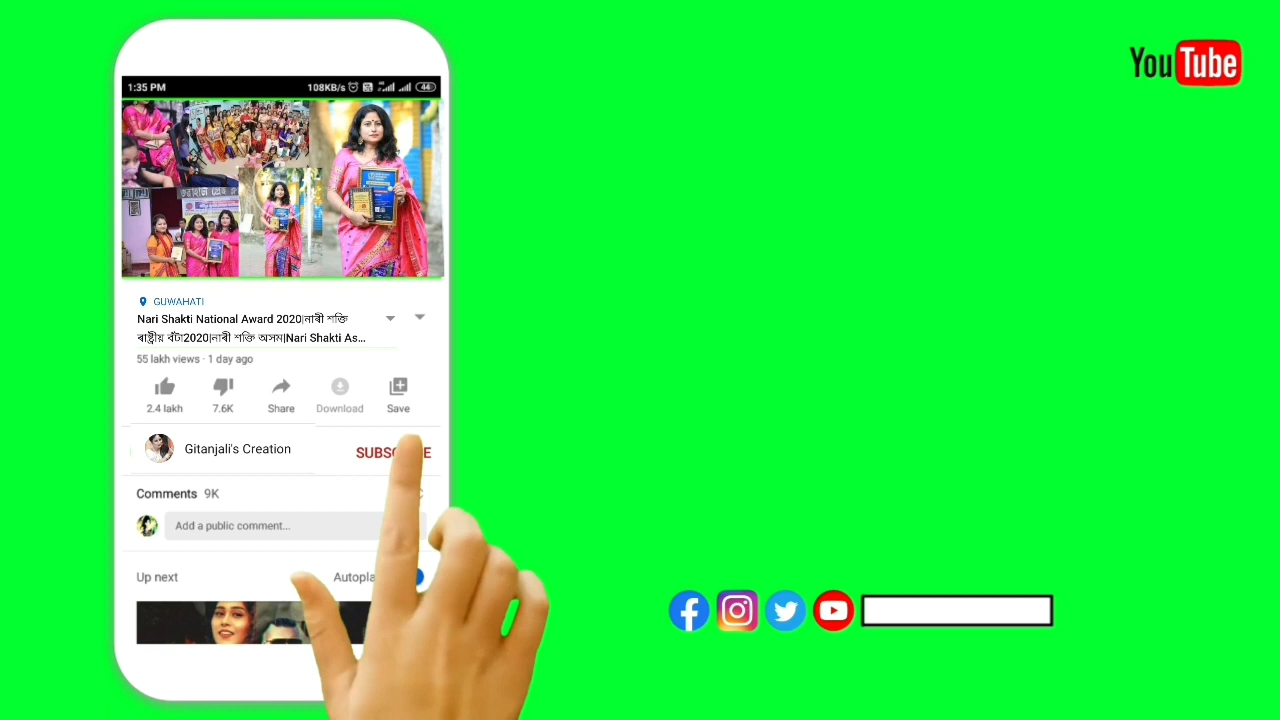 YouTube
1:35 PM
108KB/s
44
GUWAHATI
Nari Shakti National Award 2020|নাৰী শক্তি
ৰাষ্ট্ৰীয় বঁটা2020|নাৰী শক্তি অসম|Nari Shakti As...
55 lakh views · 1 day ago
2.4 lakh
7.6K
Share
Download
Save
Gitanjali's Creation
Comments 9K
Add a public comment...
Up next